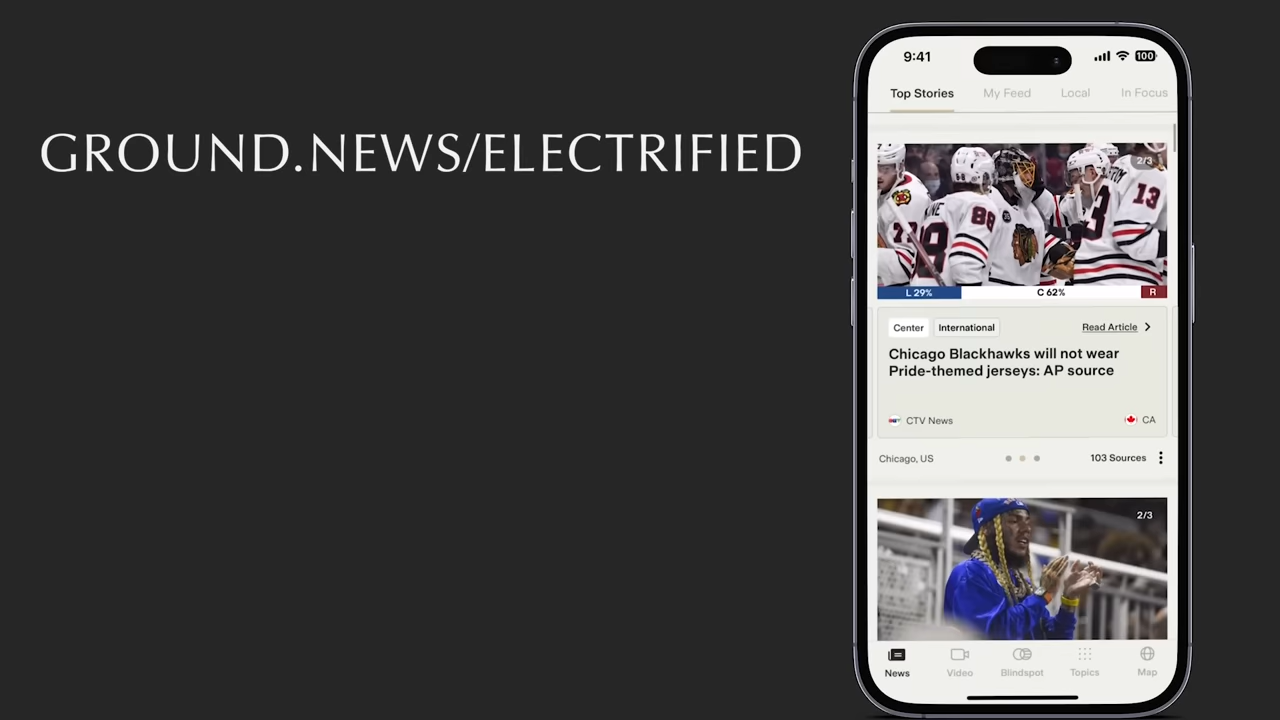 GROUND.NEWS/ELECTRIFIED
9:41
100
Top Stories
My Feed
Local
In Focus
2/3
88
13
L 29%
C 62%
R
Center
International
Read Article
Chicago Blackhawks will not wear
Pride-themed jerseys: AP source
CTV News
CA
Chicago, US
103 Sources
2/3
News
Video
Blindspot
Topics
Map